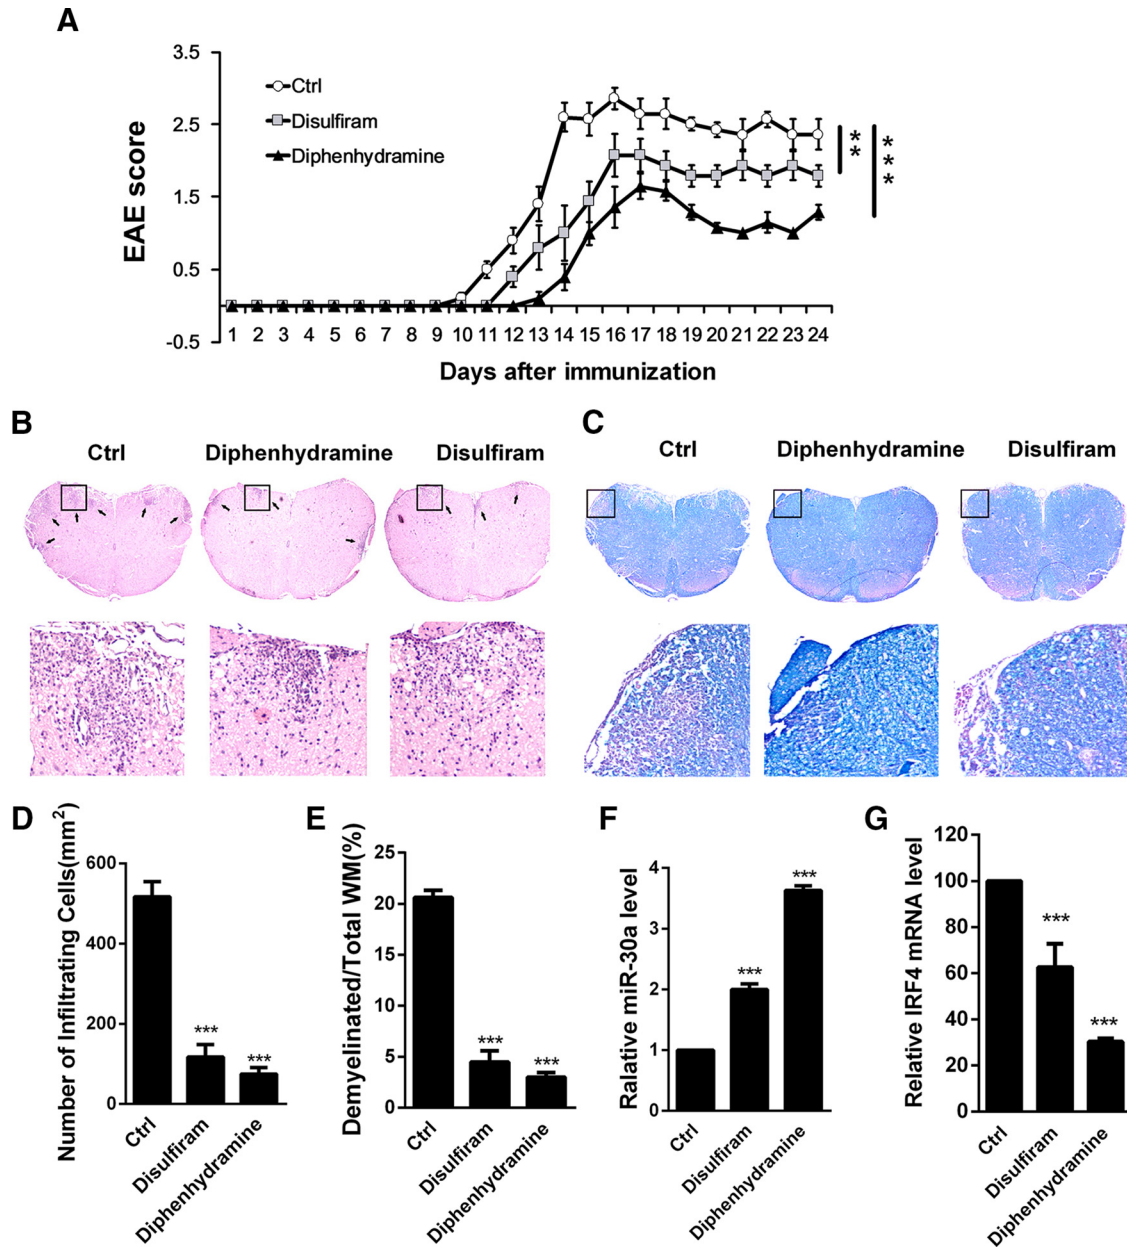 A
3.5
2.5
1.5
0.5
-0.5
EAE score
Ctrl
Disulfiram
Diphenhydramine
**
***
1 2 3 4 5 6 7 8 9 10 11 12 13 14 15 16 17 18 19 20 21 22 23 24
Days after immunization
B
Ctrl Diphenhydramine Disulfiram
C
Ctrl Diphenhydramine Disulfiram
D
Number of Infiltrating Cells(mm²)
600
400
200
0
***
***
Ctrl
Disulfiram
Diphenhydramine
E
Demyelinated/Total WM(%)
25
20
15
10
5
0
***
***
Ctrl
Disulfiram
Diphenhydramine
F
Ralative miR-30a level
4
3
2
1
0
***
***
Ctrl
Disulfiram
Diphenhydramine
G
Relative IRF4 mRNA level
120
100
80
60
40
20
0
***
***
Ctrl
Disulfiram
Diphenhydramine